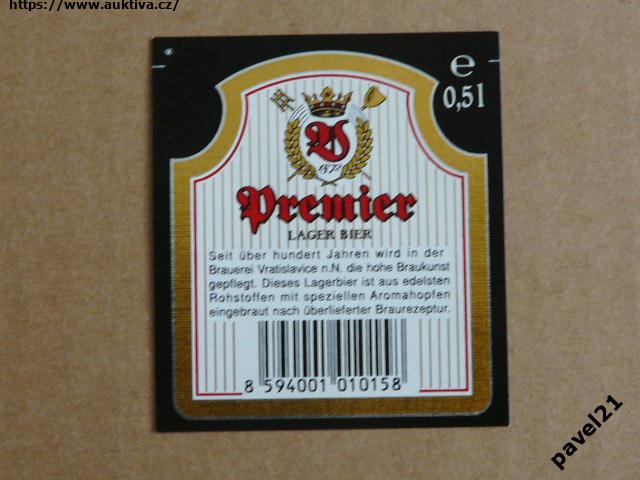 https://www.auktiva.cz/
e
0,5l
V
1872
Premier
LAGER BIER
Seit über hundert Jahren wird in der
Brauerei Vratislavice n.N. die hohe Braukunst
gepflegt. Dieses Lagerbier ist aus edelsten
Rohstoffen mit speziellen Aromahopfen
eingebraut nach überlieferter Braurezeptur.
8 594001 010158
pavel21